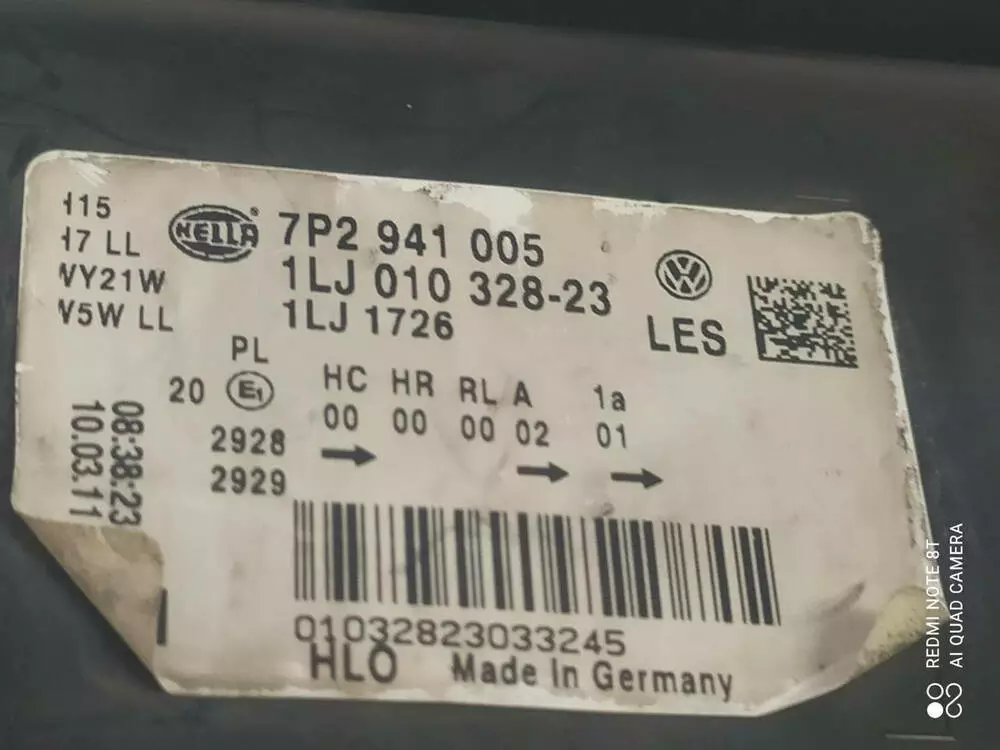 H15
H7 LL
WY21W
W5W LL
HELLA
®
7P2 941 005
1LJ 010 328-23
1LJ 1726
LES
PL
20 E1
HC HR RL A 1a
00 00 00 02 01
2928
2929
08:38:23
10.03.11
01032823033245
HLO Made In Germany
REDMI NOTE 8T
AI QUAD CAMERA